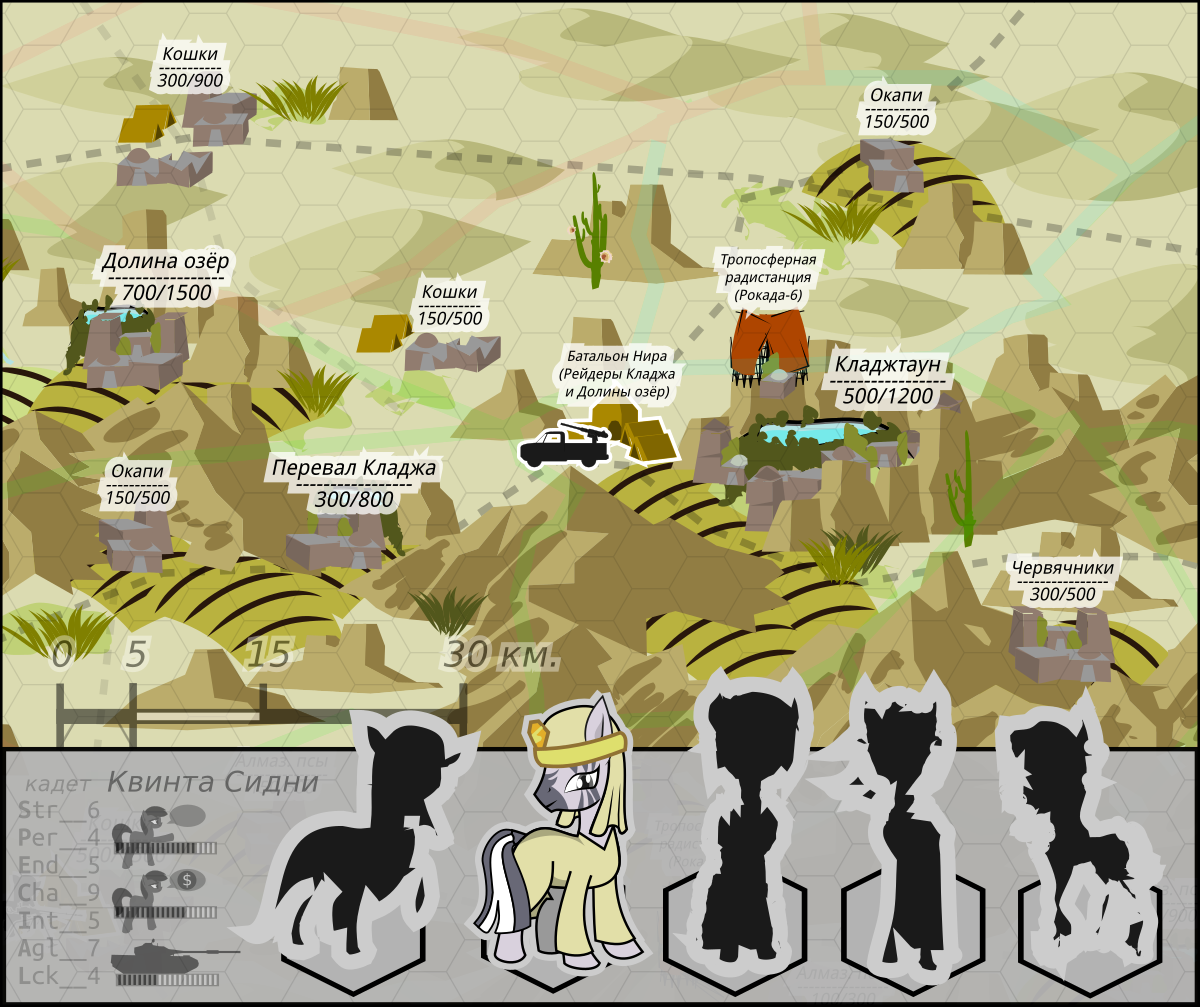 Кошки
300/900
Окапи
150/500
Долина озёр
700/1500
Кошки
150/500
Тропосферная
радистанция
(Рокада-6)
Батальон Нира
(Рейдеры Кладжа
и Долины озёр)
Кладжтаун
500/1200
Окапи
150/500
Перевал Кладжа
300/800
Червячники
300/500
0 5 15 30 км.
Алмаз. псы
кадет Квинта Сидни
Str__6
Per__4
End__5
Cha__9
$
Int__5
Agl__7
Lck__4